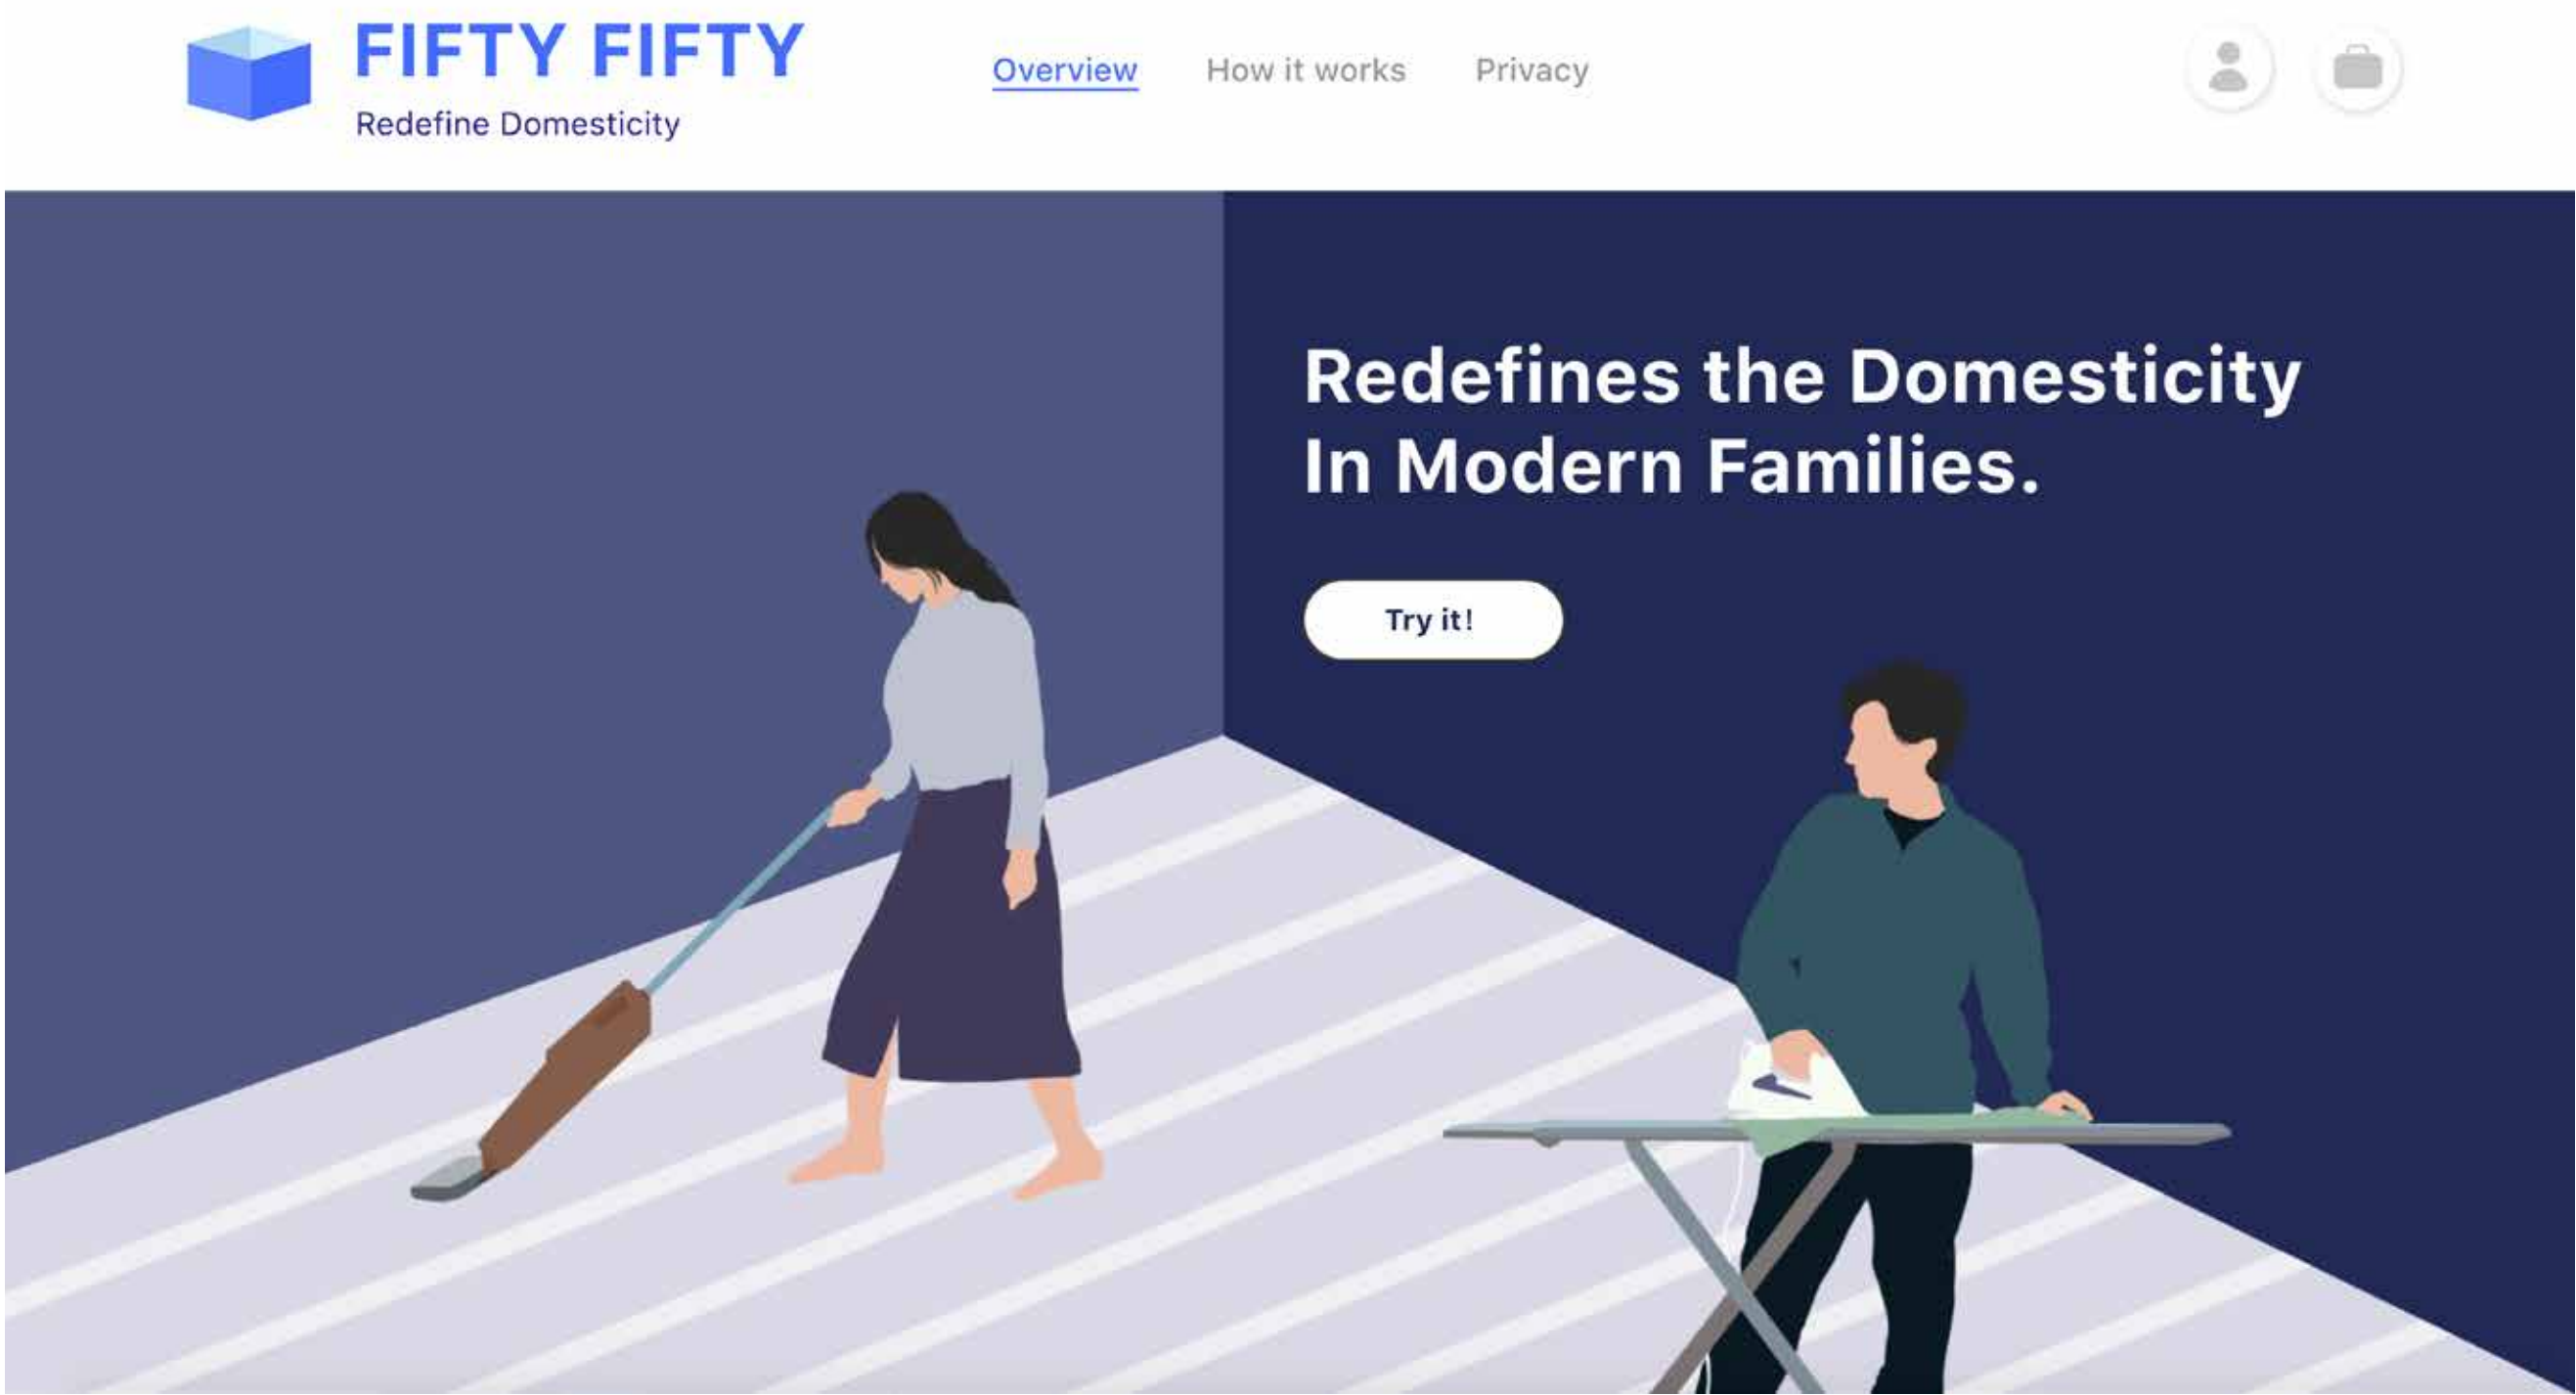 FIFTY FIFTY
Redefine Domesticity
Overview
How it works
Privacy
Redefines the Domesticity
In Modern Families.
Try it!